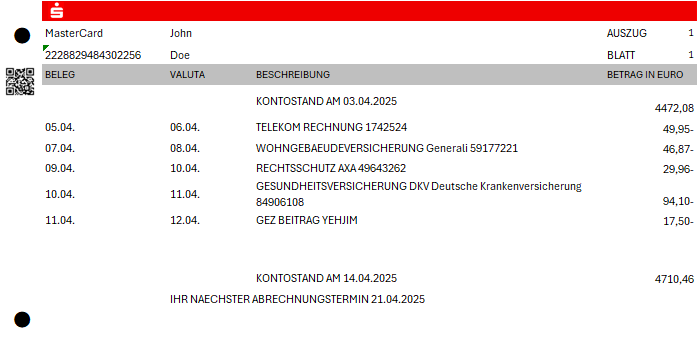 MasterCard John AUSZUG 1
2228829484302256 Doe BLATT 1
BELEG VALUTA BESCHREIBUNG BETRAG IN EURO
KONTOSTAND AM 03.04.2025 4472,08
05.04. 06.04. TELEKOM RECHNUNG 1742524 49,95-
07.04. 08.04. WOHNGEBAEUDEVERSICHERUNG Generali 59177221 46,87-
09.04. 10.04. RECHTSSCHUTZ AXA 49643262 29,96-
10.04. 11.04. GESUNDHEITSVERSICHERUNG DKV Deutsche Krankenversicherung
84906108 94,10-
11.04. 12.04. GEZ BEITRAG YEHJIM 17,50-
KONTOSTAND AM 14.04.2025 4710,46
IHR NAECHSTER ABRECHNUNGSTERMIN 21.04.2025